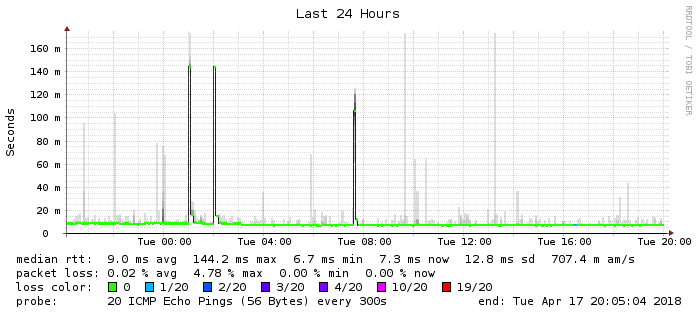 Last 24 Hours
RRDTOOL / TOBI OETIKER
Seconds
160 m
140 m
120 m
100 m
80 m
60 m
40 m
20 m
0
Tue 00:00 Tue 04:00 Tue 08:00 Tue 12:00 Tue 16:00 Tue 20:00
median rtt: 9.0 ms avg 144.2 ms max 6.7 ms min 7.3 ms now 12.8 ms sd 707.4 m am/s
packet loss: 0.02 % avg 4.78 % max 0.00 % min 0.00 % now
loss color: 0 1/20 2/20 3/20 4/20 10/20 19/20
probe: 20 ICMP Echo Pings (56 Bytes) every 300s end: Tue Apr 17 20:05:04 2018